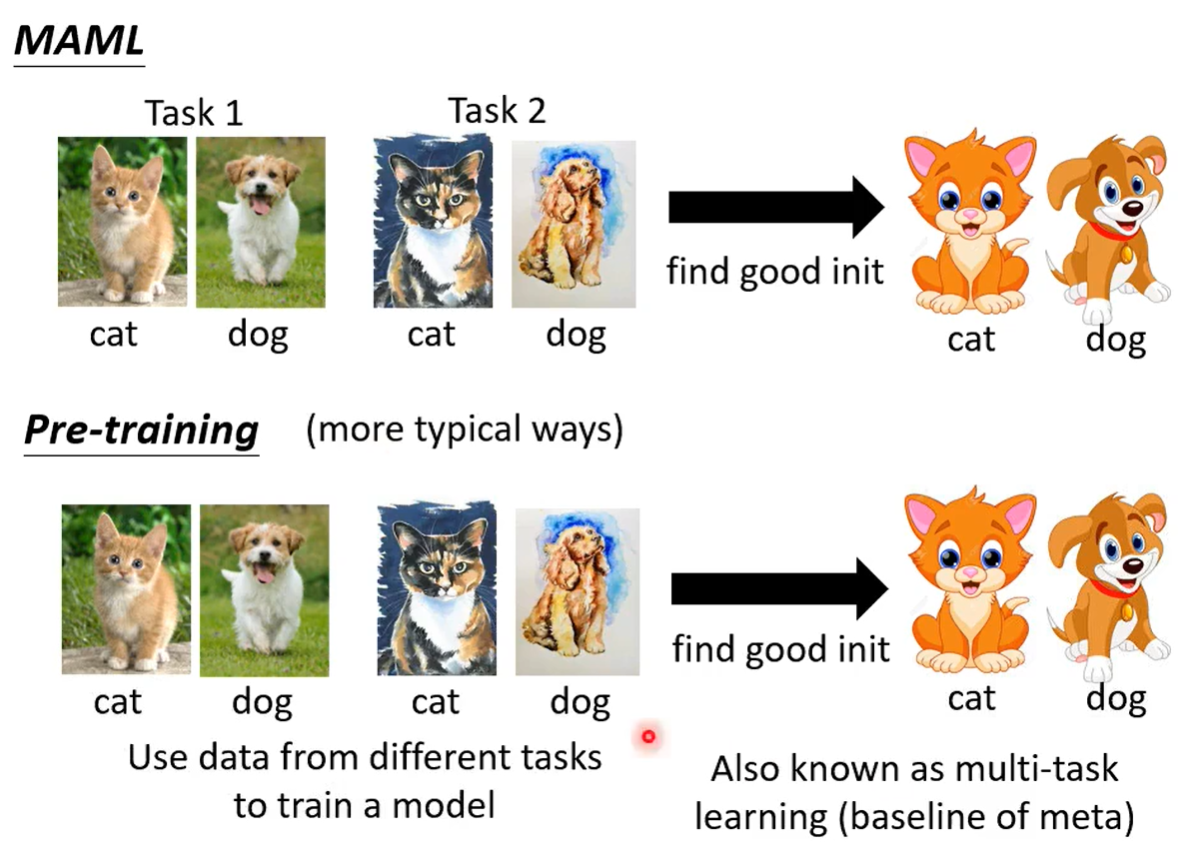 MAML
Task 1
Task 2
cat
dog
cat
dog
find good init
cat
dog
Pre-training (more typical ways)
cat
dog
cat
dog
find good init
cat
dog
Use data from different tasks
to train a model
Also known as multi-task
learning (baseline of meta)